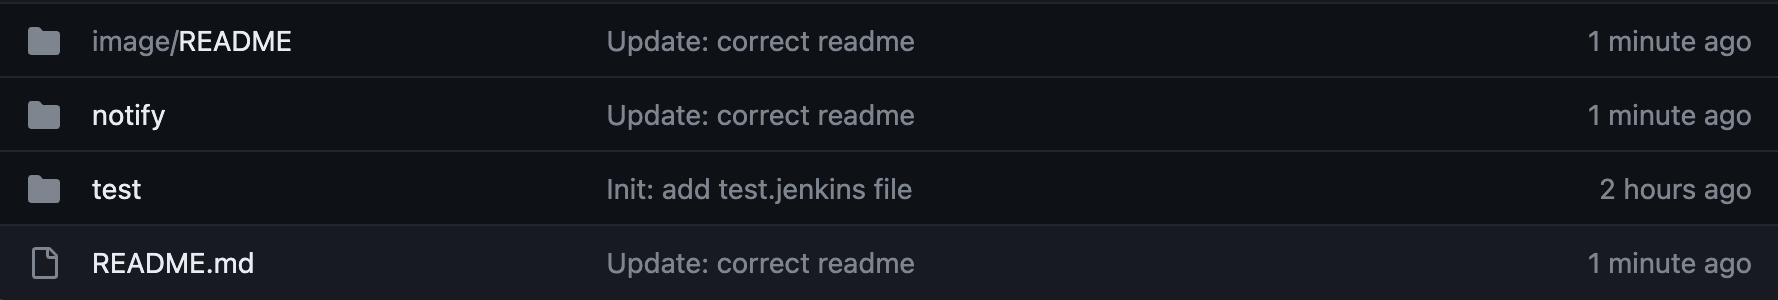 image/README Update: correct readme 1 minute ago
notify Update: correct readme 1 minute ago
test Init: add test.jenkins file 2 hours ago
README.md Update: correct readme 1 minute ago